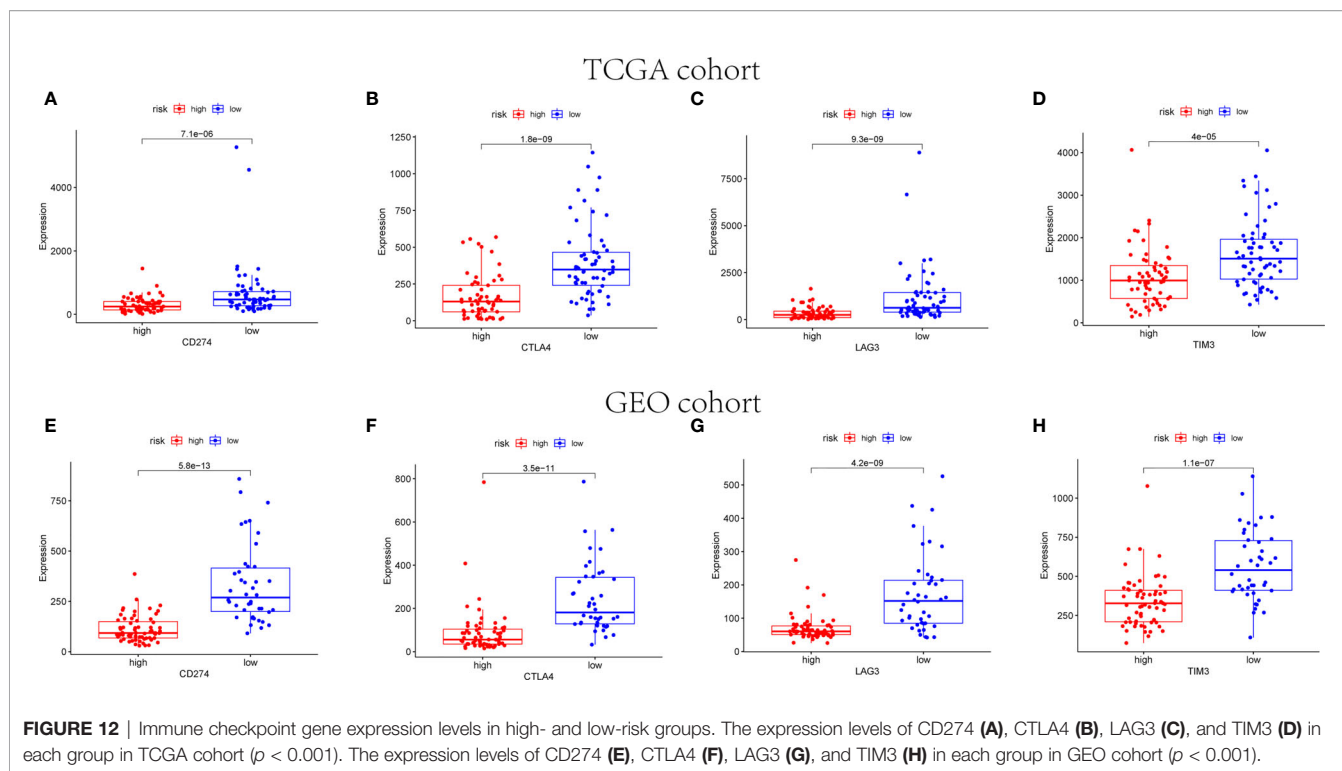 TCGA cohort
A
risk high low
7.1e−06
4000
2000
0
Expression
high low
CD274
B
risk high low
1.8e−09
1250
1000
750
500
250
0
Expression
high low
CTLA4
C
risk high low
9.3e−09
7500
5000
2500
0
Expression
high low
LAG3
D
risk high low
4e−05
4000
3000
2000
1000
0
Expression
high low
TIM3
GEO cohort
E
risk high low
5.8e−13
750
500
250
0
Expression
high low
CD274
F
risk high low
3.5e−11
800
600
400
200
0
Expression
high low
CTLA4
G
risk high low
4.2e−09
500
400
300
200
100
0
Expression
high low
LAG3
H
risk high low
1.1e−07
1000
750
500
250
Expression
high low
TIM3
FIGURE 12 | Immune checkpoint gene expression levels in high- and low-risk groups. The expression levels of CD274 (A), CTLA4 (B), LAG3 (C), and TIM3 (D) in
each group in TCGA cohort (p < 0.001). The expression levels of CD274 (E), CTLA4 (F), LAG3 (G), and TIM3 (H) in each group in GEO cohort (p < 0.001).